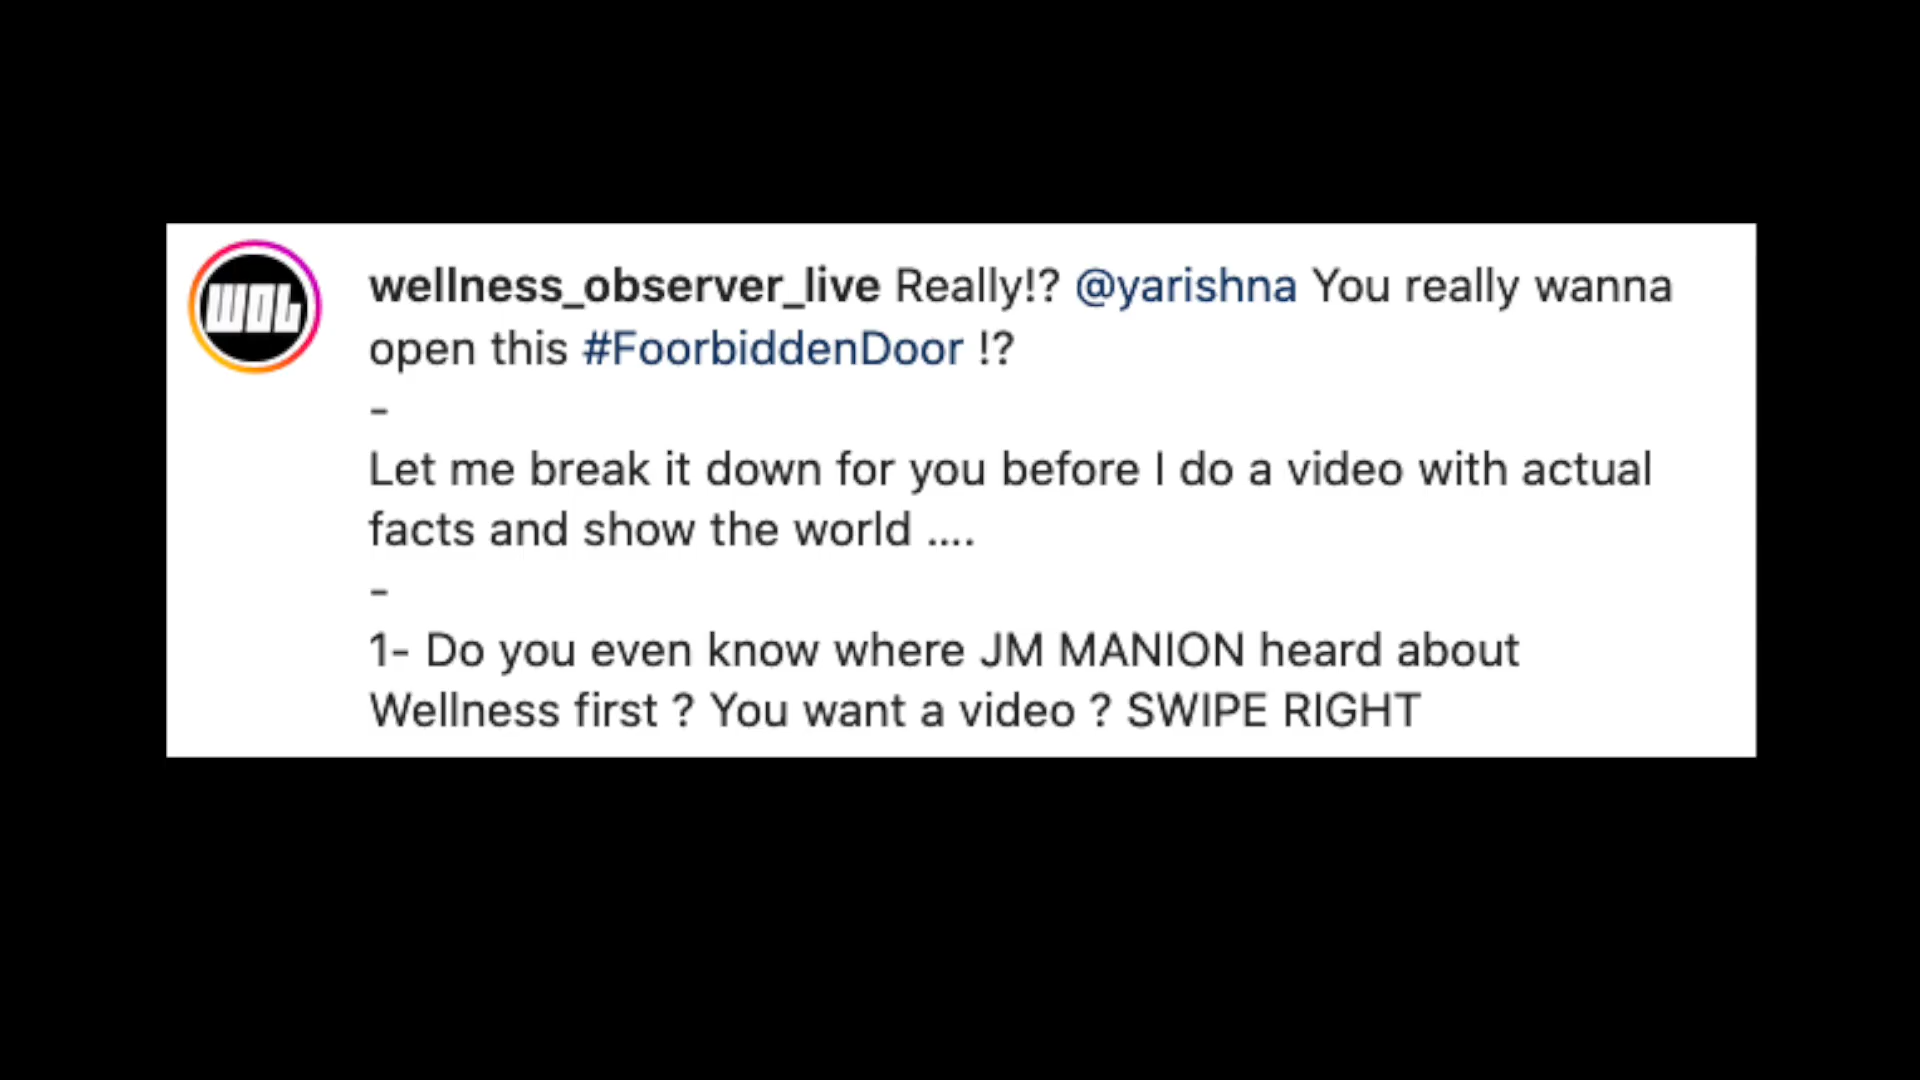 WOL
wellness_observer_live Really!? @yarishna You really wanna
open this #FoorbiddenDoor !?
-
Let me break it down for you before I do a video with actual
facts and show the world ....
-
1- Do you even know where JM MANION heard about
Wellness first ? You want a video ? SWIPE RIGHT